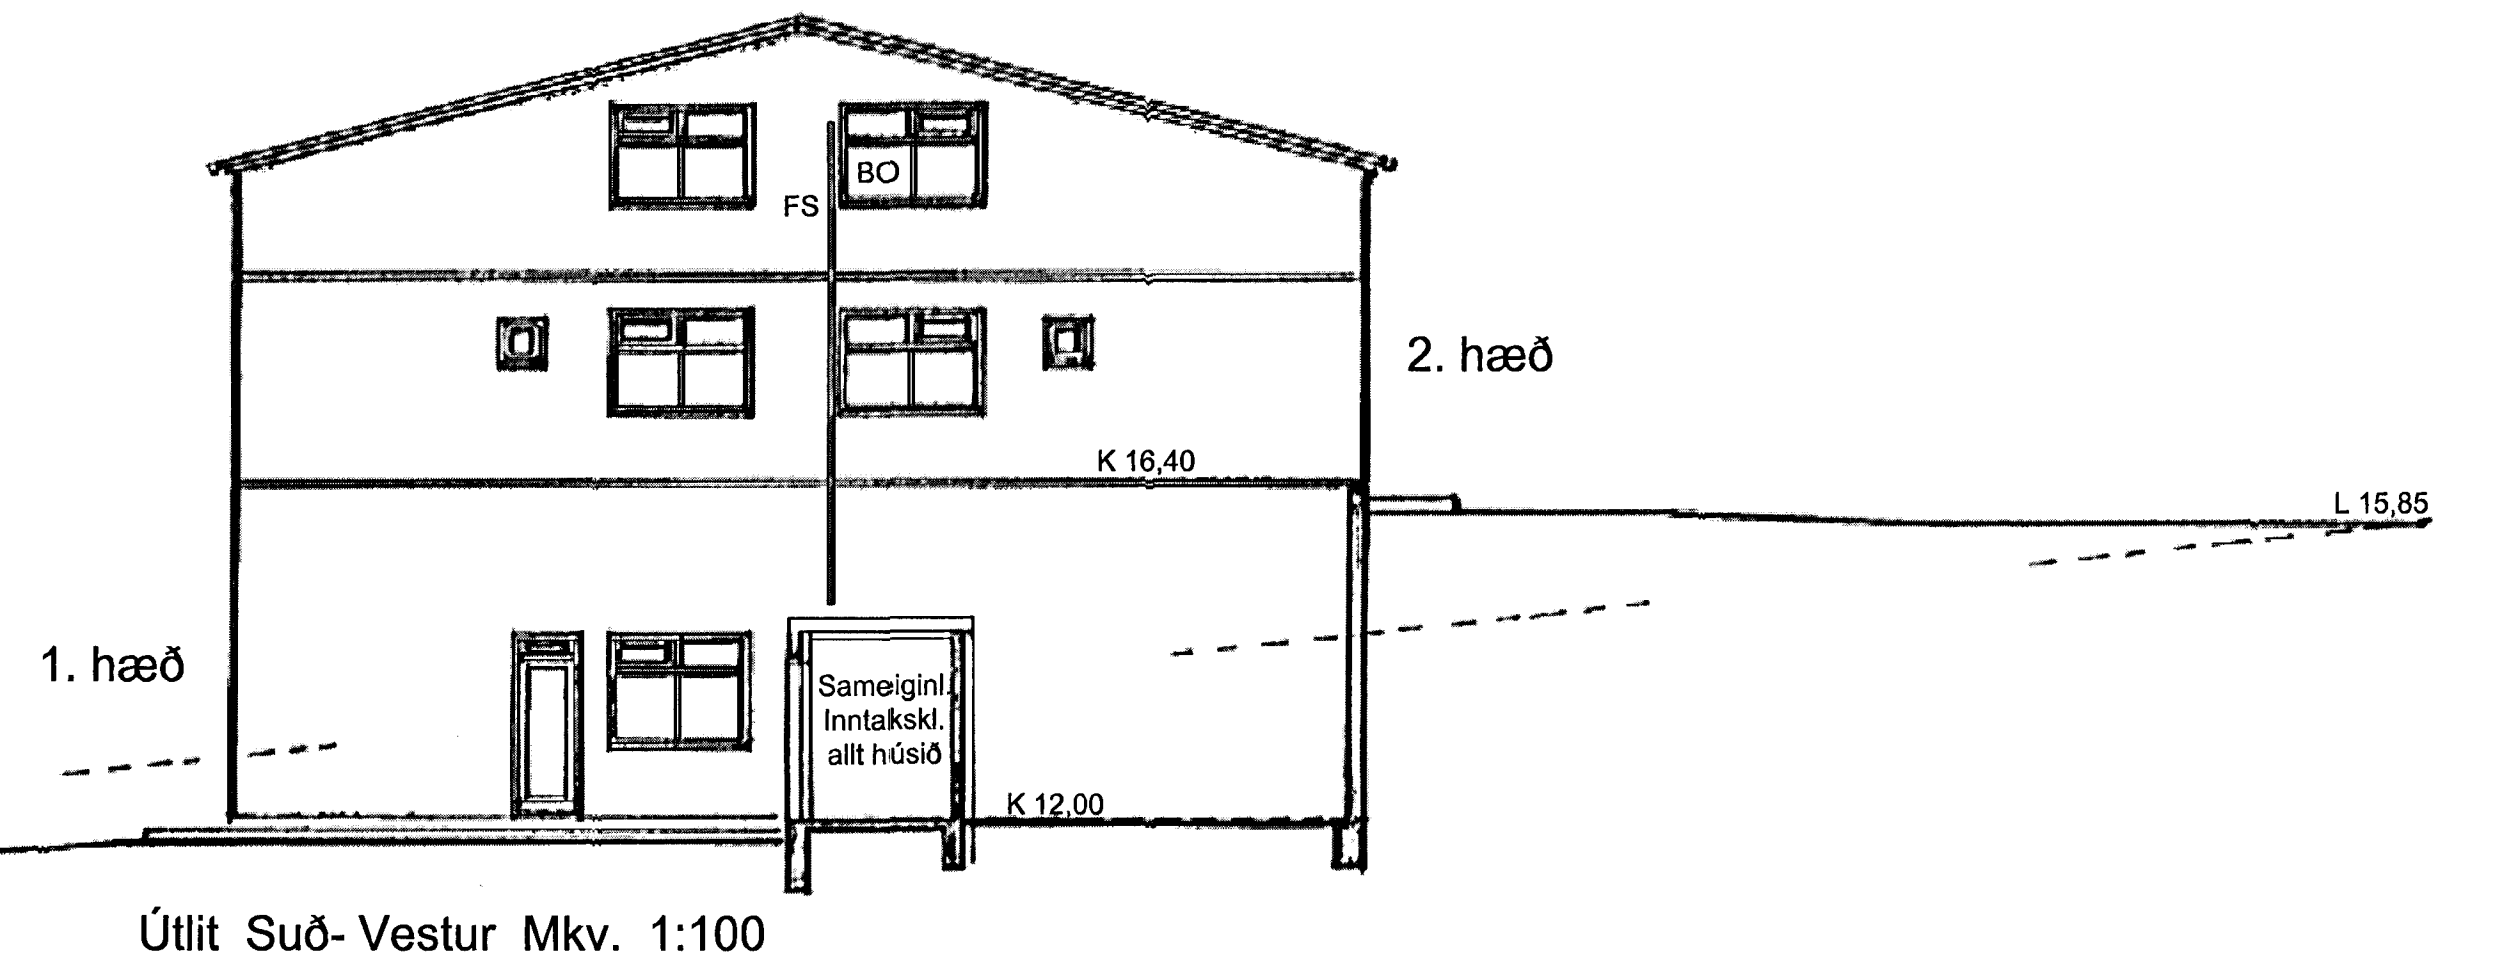 BO
FS
2. hæð
K 16,40
L 15,85
1. hæð
Sameiginl.
Inntakskl.
allt húsið
K 12,00
Útlit Suð- Vestur Mkv. 1:100